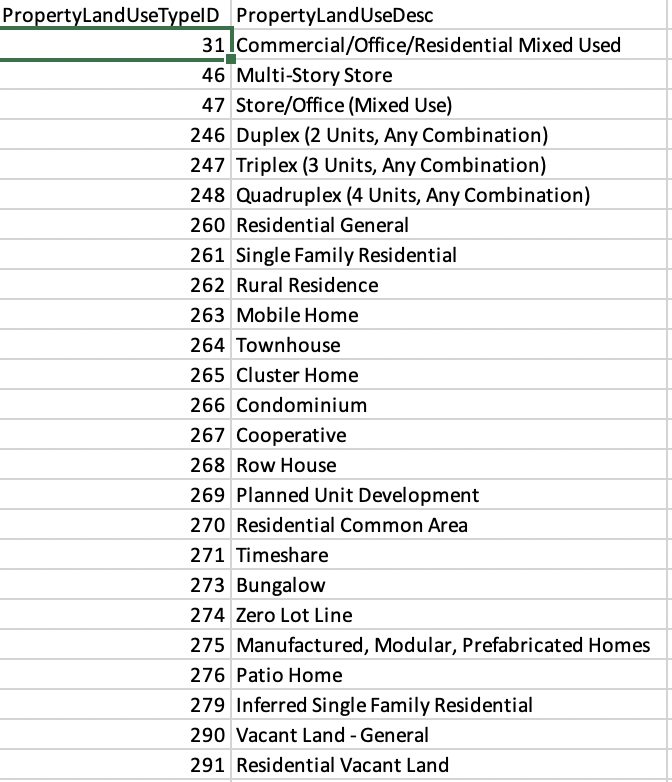 PropertyLandUseTypeID PropertyLandUseDesc
31 Commercial/Office/Residential Mixed Used
46 Multi-Story Store
47 Store/Office (Mixed Use)
246 Duplex (2 Units, Any Combination)
247 Triplex (3 Units, Any Combination)
248 Quadruplex (4 Units, Any Combination)
260 Residential General
261 Single Family Residential
262 Rural Residence
263 Mobile Home
264 Townhouse
265 Cluster Home
266 Condominium
267 Cooperative
268 Row House
269 Planned Unit Development
270 Residential Common Area
271 Timeshare
273 Bungalow
274 Zero Lot Line
275 Manufactured, Modular, Prefabricated Homes
276 Patio Home
279 Inferred Single Family Residential
290 Vacant Land - General
291 Residential Vacant Land